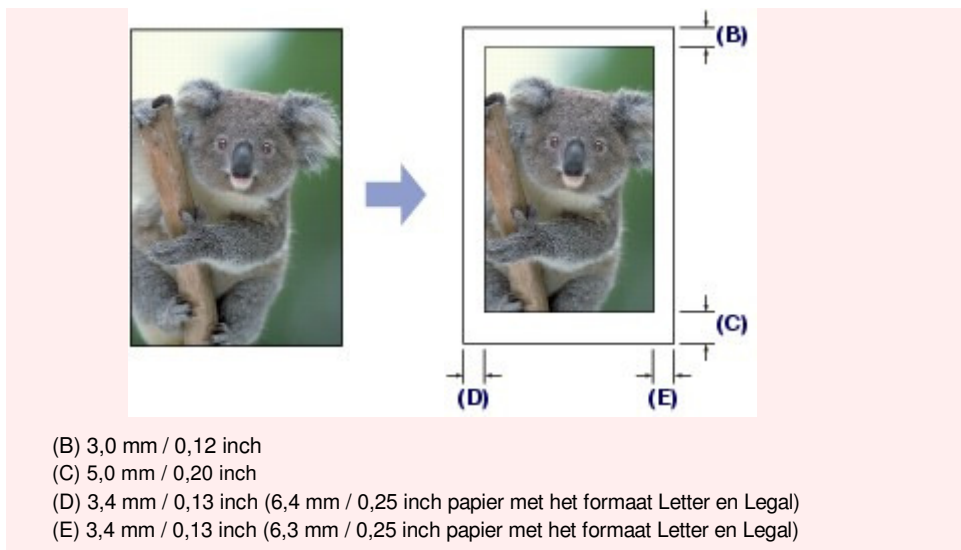 (B)
(C)
(D) (E)
(B) 3,0 mm / 0,12 inch
(C) 5,0 mm / 0,20 inch
(D) 3,4 mm / 0,13 inch (6,4 mm / 0,25 inch papier met het formaat Letter en Legal)
(E) 3,4 mm / 0,13 inch (6,3 mm / 0,25 inch papier met het formaat Letter en Legal)